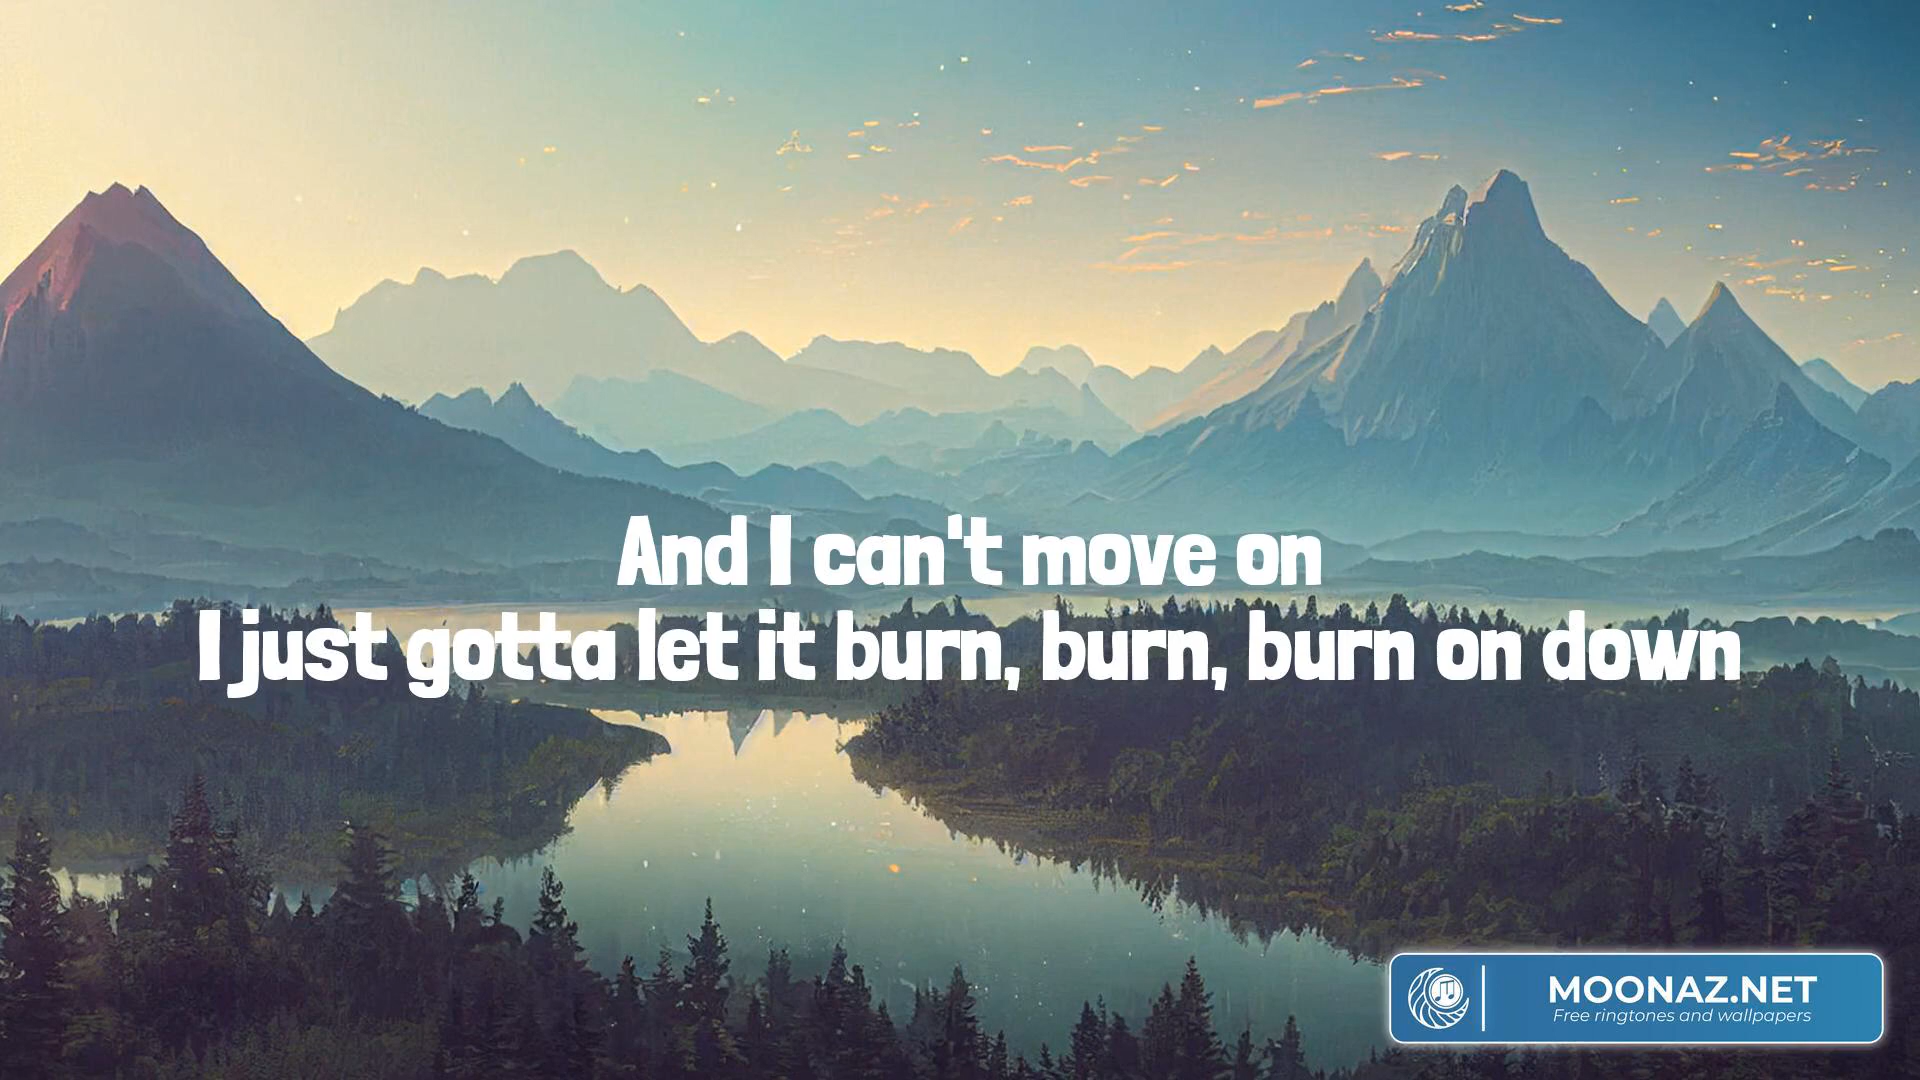 And I can't move on
I just gotta let it burn, burn, burn on down
MOONAZ.NET
Free ringtones and wallpapers